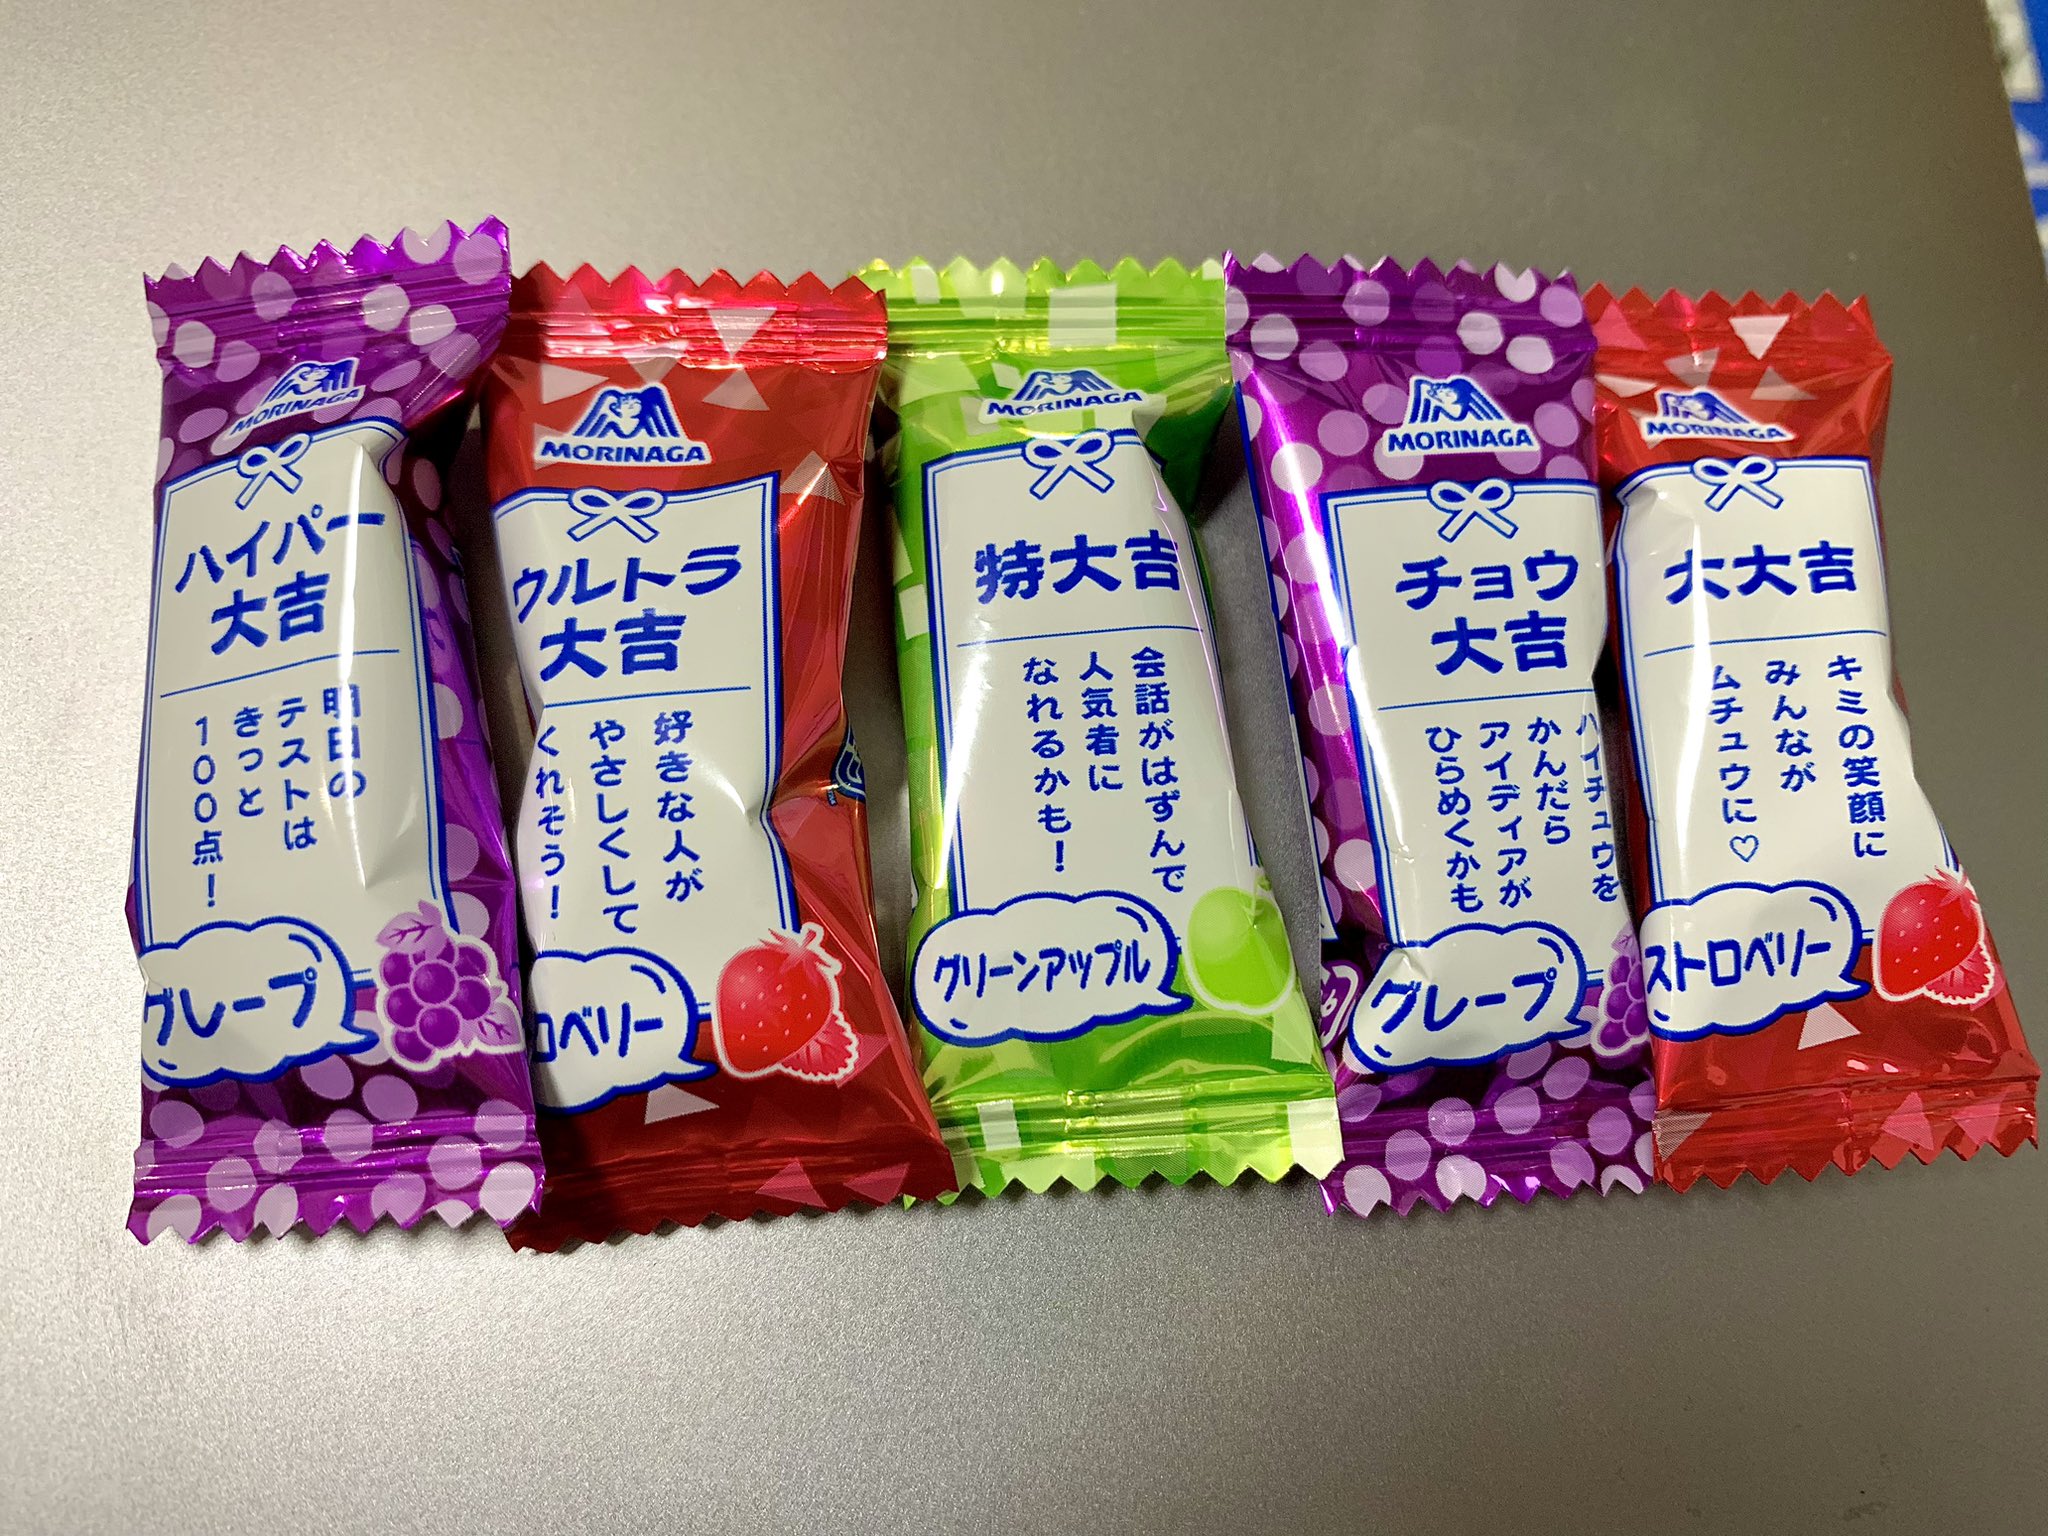 MORINAGA
ハイパー
大吉
明日の
テストは
きっと
100点!
グレープ
MORINAGA
ウルトラ
大吉
好きな人が
やさしくして
くれそう!
ロベリー
MORINAGA
特大吉
会話がはずんで
人気者に
なれるかも!
グリーンアップル
MORINAGA
チョウ
大吉
ハイチュウを
かんだら
アイディアが
ひらめくかも
グレープ
MORINAGA
大大吉
キミの笑顔に
みんなが
ムチュウに♡
ストロベリー